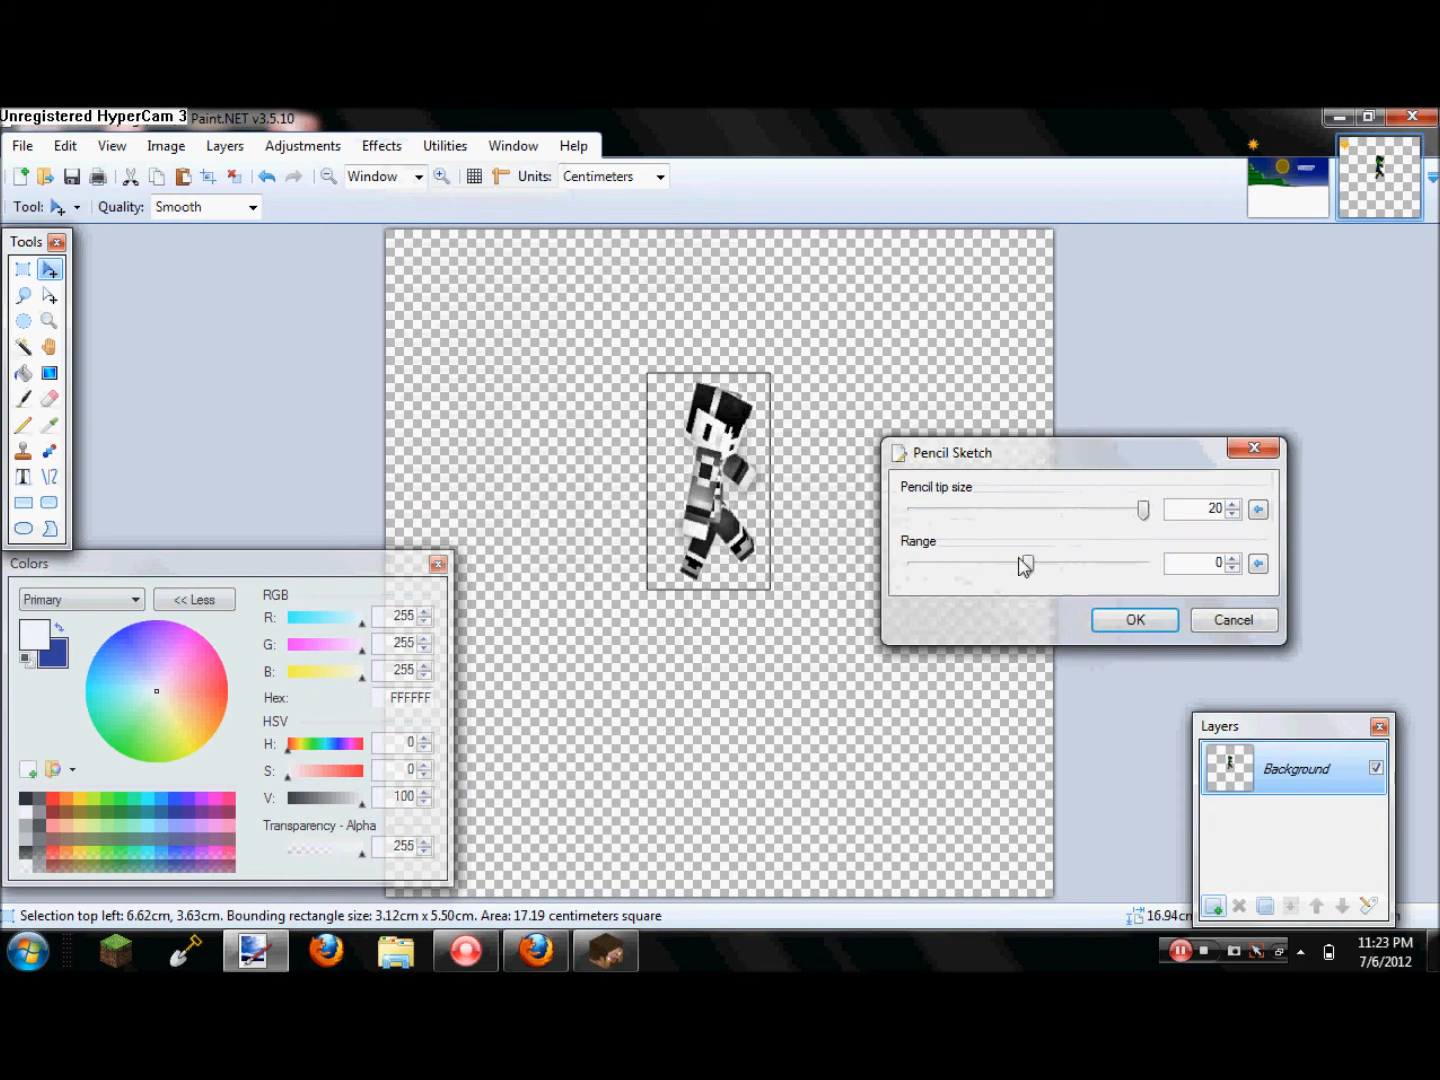 Unregistered HyperCam 3 Paint.NET v3.5.10
File Edit View Image Layers Adjustments Effects Utilities Window Help
Window Units: Centimeters
Tool: Quality: Smooth
Tools
Pencil Sketch
Pencil tip size
20
Range
0
OK Cancel
Colors
Primary << Less
RGB
R: 255
G: 255
B: 255
Hex: FFFFFF
HSV
H: 0
S: 0
V: 100
Transparency - Alpha
255
Layers
Background
Selection top left: 6.62cm, 3.63cm. Bounding rectangle size: 3.12cm x 5.50cm. Area: 17.19 centimeters square
11:23 PM
7/6/2012